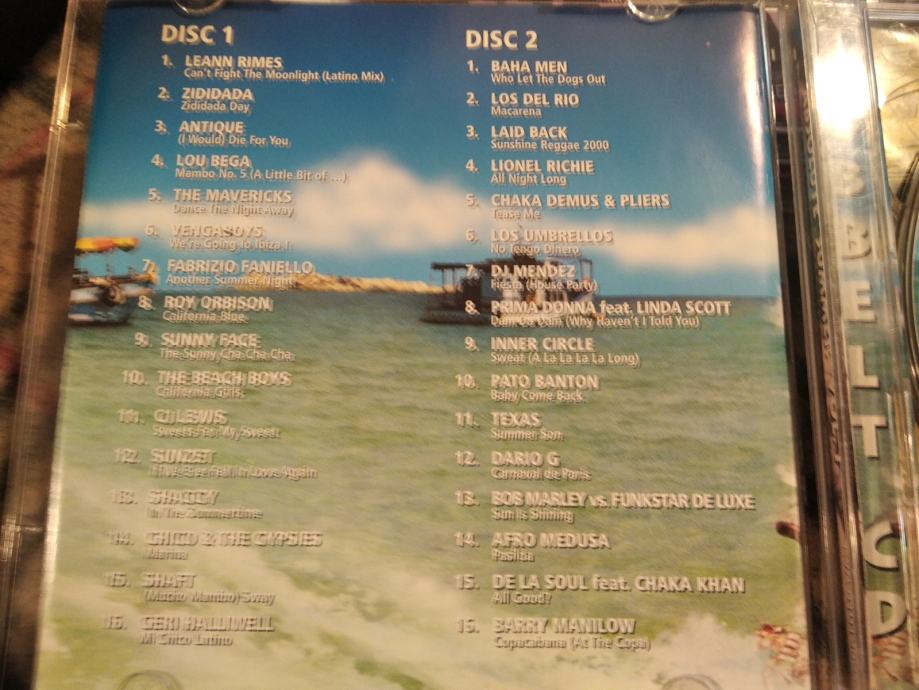 DISC 1
1. LEANN RIMES
Can't Fight The Moonlight (Latino Mix)
2. ZIDIDADA
Zididada Day
3. ANTIQUE
(I Would) Die For You
4. LOU BEGA
Mambo No. 5 (A Little Bit of ...)
5. THE MAVERICKS
Dance The Night Away
6. VENGABOYS
We're Going To Ibiza !
7. FABRIZIO FANIELLO
Another Summer Night
8. ROY ORBISON
California Blue
9. SUNNY FACE
The Sunny Cha Cha Cha
10. THE BEACH BOYS
California Girls
11. CJ LEWIS
Sweets For My Sweet
12. SUNZET
Fall In Love Again
13. SHAGGY
In The Summertime
14. CHICO & THE GYPSIES
Marina
15. SHAFT
(Mucho Mambo) Sway
16. GERI HALLIWELL
Mi Chico Latino
DISC 2
1. BAHA MEN
Who Let The Dogs Out
2. LOS DEL RIO
Macarena
3. LAID BACK
Sunshine Reggae 2000
4. LIONEL RICHIE
All Night Long
5. CHAKA DEMUS & PLIERS
Tease Me
6. LOS UMBRELLOS
No Tengo Dinero
7. DJ MENDEZ
Fiesta (House Party)
8. PRIMA DONNA feat. LINDA SCOTT
Dam Da Dam (Why Haven't I Told You)
9. INNER CIRCLE
Sweat (A La La La La Long)
10. PATO BANTON
Baby Come Back
11. TEXAS
Summer Son
12. DARIO G
Carnaval de Paris
13. BOB MARLEY vs. FUNKSTAR DE LUXE
Sun Is Shining
14. AFRO MEDUSA
Pasilda
15. DE LA SOUL feat. CHAKA KHAN
All Good?
16. BARRY MANILOW
Copacabana (At The Copa)
BELT CD